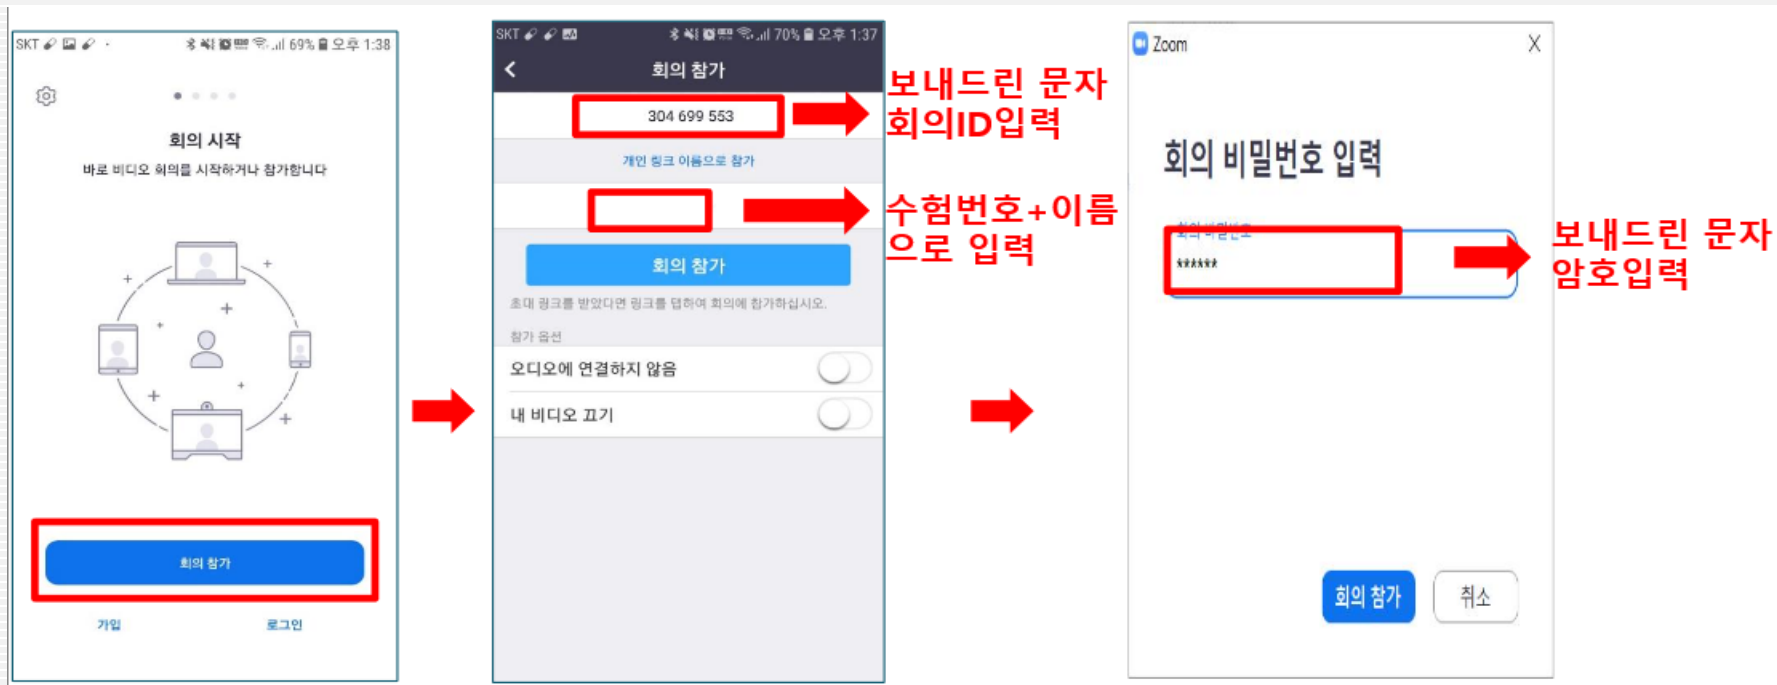 SKT 69% 오후 1:38
회의 시작
바로 비디오 회의를 시작하거나 참가합니다
회의 참가
가입 로그인
SKT 70% 오후 1:37
회의 참가
304 699 553
개인 링크 이름으로 참가
회의 참가
초대 링크를 받았다면 링크를 탭하여 회의에 참가하십시오.
참가 옵션
오디오에 연결하지 않음
내 비디오 끄기
보내드린 문자
회의ID입력
수험번호+이름
으로 입력
Zoom X
회의 비밀번호 입력
회의 비밀번호
******
회의 참가 취소
보내드린 문자
암호입력